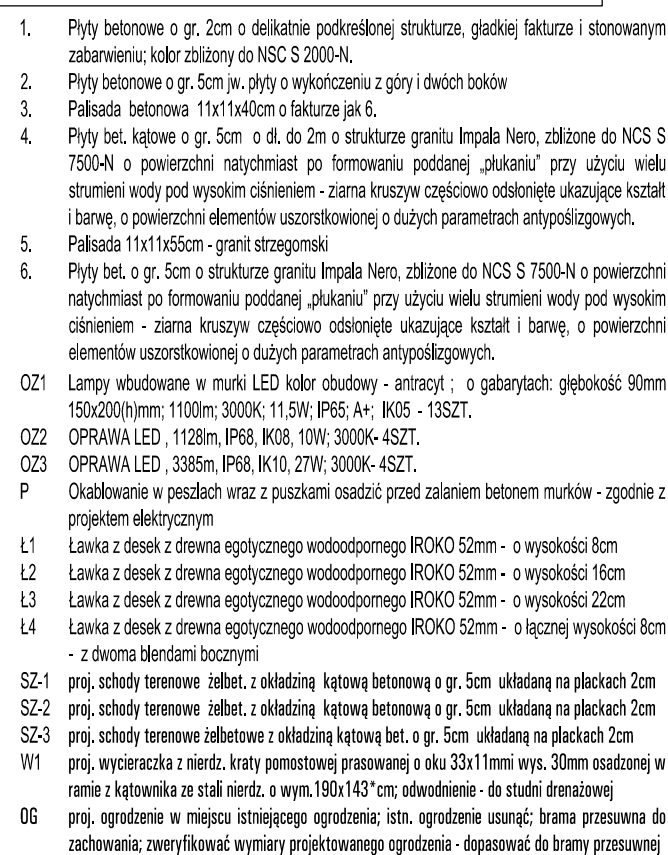 1. Płyty betonowe o gr. 2cm o delikatnie podkreślonej strukturze, gładkiej fakturze i stonowanym
zabarwieniu; kolor zbliżony do NSC S 2000-N.
2. Płyty betonowe o gr. 5cm jw. płyty o wykończeniu z góry i dwóch boków
3. Palisada betonowa 11x11x40cm o fakturze jak 6.
4. Płyty bet. kątowe o gr. 5cm o dł. do 2m o strukturze granitu Impala Nero, zbliżone do NCS S
7500-N o powierzchni natychmiast po formowaniu poddanej „płukaniu” przy użyciu wielu
strumieni wody pod wysokim ciśnieniem - ziarna kruszyw częściowo odsłonięte ukazujące kształt
i barwę, o powierzchni elementów uszorstkowionej o dużych parametrach antypoślizgowych.
5. Palisada 11x11x55cm - granit strzegomski
6. Płyty bet. o gr. 5cm o strukturze granitu Impala Nero, zbliżone do NCS S 7500-N o powierzchni
natychmiast po formowaniu poddanej „płukaniu” przy użyciu wielu strumieni wody pod wysokim
ciśnieniem - ziarna kruszyw częściowo odsłonięte ukazujące kształt i barwę, o powierzchni
elementów uszorstkowionej o dużych parametrach antypoślizgowych.
OZ1 Lampy wbudowane w murki LED kolor obudowy - antracyt ; o gabarytach: głębokość 90mm
150x200(h)mm; 1100lm; 3000K; 11,5W; IP65; A+; IK05 - 13SZT.
OZ2 OPRAWA LED , 1128lm, IP68, IK08, 10W; 3000K- 4SZT.
OZ3 OPRAWA LED , 3385m, IP68, IK10, 27W; 3000K- 4SZT.
P Okablowanie w peszlach wraz z puszkami osadzić przed zalaniem betonem murków - zgodnie z
projektem elektrycznym
Ł1 Ławka z desek z drewna egotycznego wodoodpornego IROKO 52mm - o wysokości 8cm
Ł2 Ławka z desek z drewna egotycznego wodoodpornego IROKO 52mm - o wysokości 16cm
Ł3 Ławka z desek z drewna egotycznego wodoodpornego IROKO 52mm - o wysokości 22cm
Ł4 Ławka z desek z drewna egotycznego wodoodpornego IROKO 52mm - o łącznej wysokości 8cm
- z dwoma blendami bocznymi
SZ-1 proj. schody terenowe żelbet. z okładziną kątową betonową o gr. 5cm układaną na plackach 2cm
SZ-2 proj. schody terenowe żelbet. z okładziną kątową betonową o gr. 5cm układaną na plackach 2cm
SZ-3 proj. schody terenowe żelbetowe z okładziną kątową bet. o gr. 5cm układaną na plackach 2cm
W1 proj. wycieraczka z nierdz. kraty pomostowej prasowanej o oku 33x11mmi wys. 30mm osadzonej w
ramie z kątownika ze stali nierdz. o wym.190x143*cm; odwodnienie - do studni drenażowej
OG proj. ogrodzenie w miejscu istniejącego ogrodzenia; istn. ogrodzenie usunąć; brama przesuwna do
zachowania; zweryfikować wymiary projektowanego ogrodzenia - dopasować do bramy przesuwnej